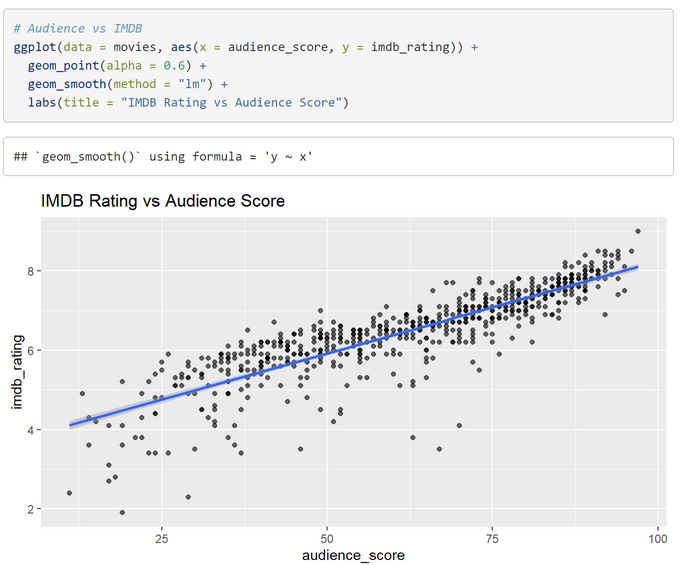 # Audience vs IMDB
ggplot(data = movies, aes(x = audience_score, y = imdb_rating)) +
  geom_point(alpha = 0.6) +
  geom_smooth(method = "lm") +
  labs(title = "IMDB Rating vs Audience Score")
## `geom_smooth()` using formula = 'y ~ x'
IMDB Rating vs Audience Score
imdb_rating
8
6
4
2
25 50 75 100
audience_score